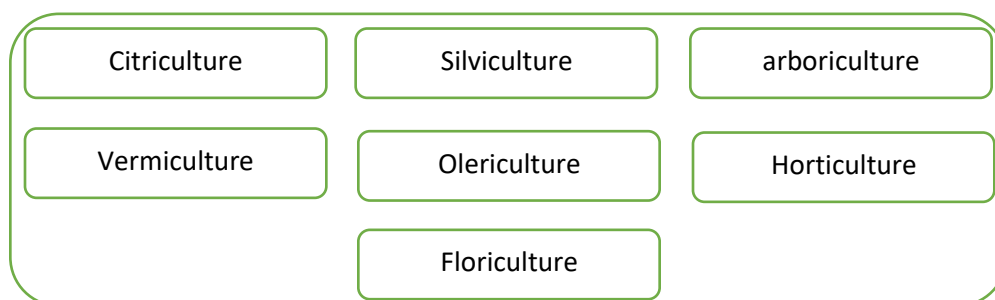 Citriculture
Silviculture
arboriculture
Vermiculture
Olericulture
Horticulture
Floriculture